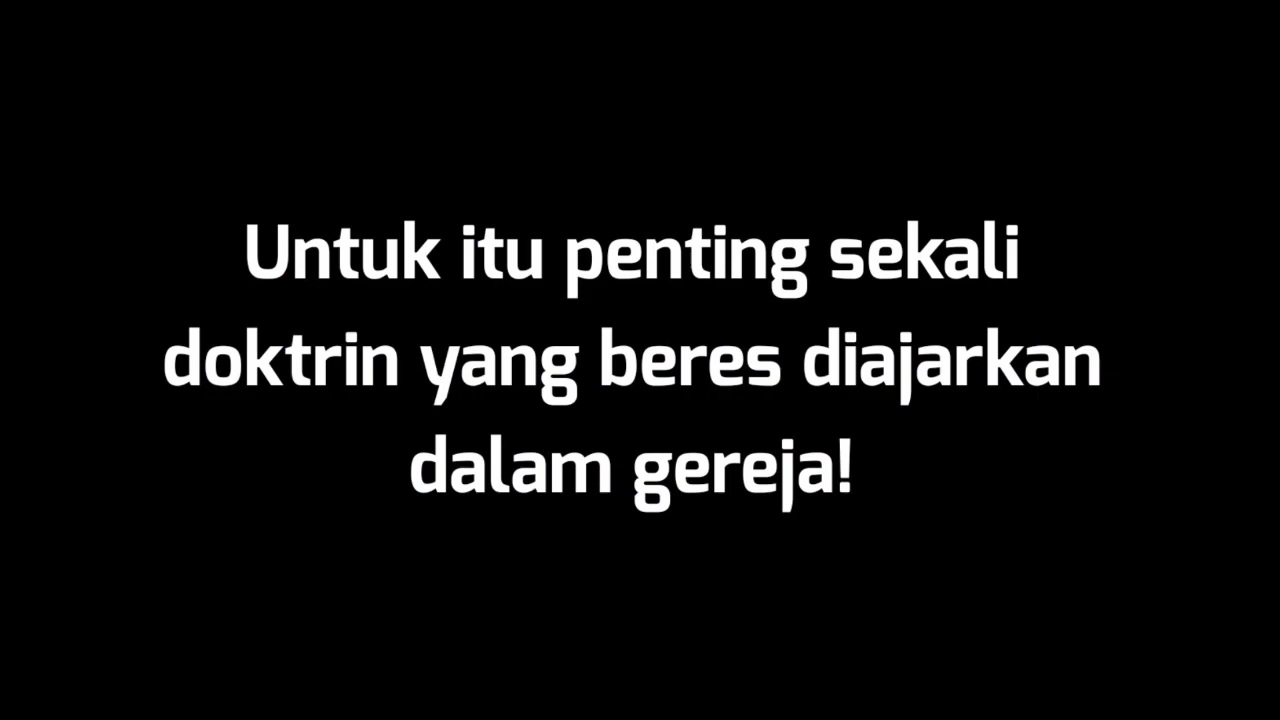 Untuk itu penting sekali
doktrin yang beres diajarkan
dalam gereja!